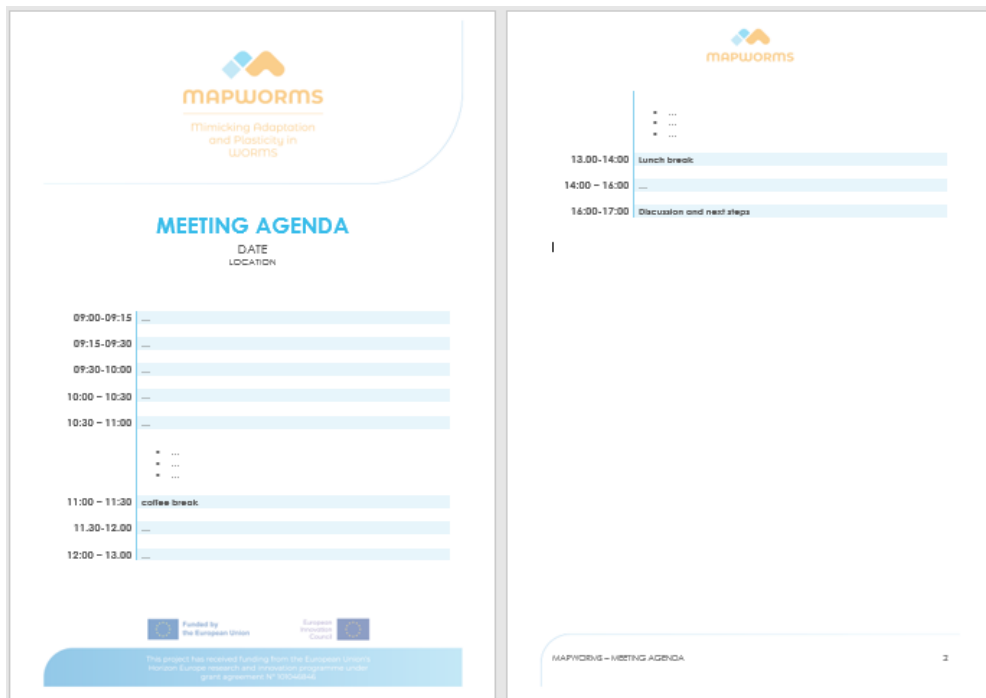 MAPWORMS
Mimicking Adaptation
and Plasticity in
WORMS
MEETING AGENDA
DATE
LOCATION
09:00-09:15 ...
09:15-09:30 ...
09:30-10:00 ...
10:00 – 10:30 ...
10:30 – 11:00 ...
• ...
• ...
• ...
11:00 – 11:30 coffee break
11.30-12.00 ...
12:00 – 13.00 ...
Funded by
the European Union
European
Innovation
Council
This project has received funding from the European Union's
Horizon Europe research and innovation programme under
grant agreement N° 101046846
MAPWORMS
• ...
• ...
• ...
13.00-14:00 Lunch break
14:00 – 16:00 ...
16:00-17:00 Discussion and next steps
MAPWORMS – MEETING AGENDA 2